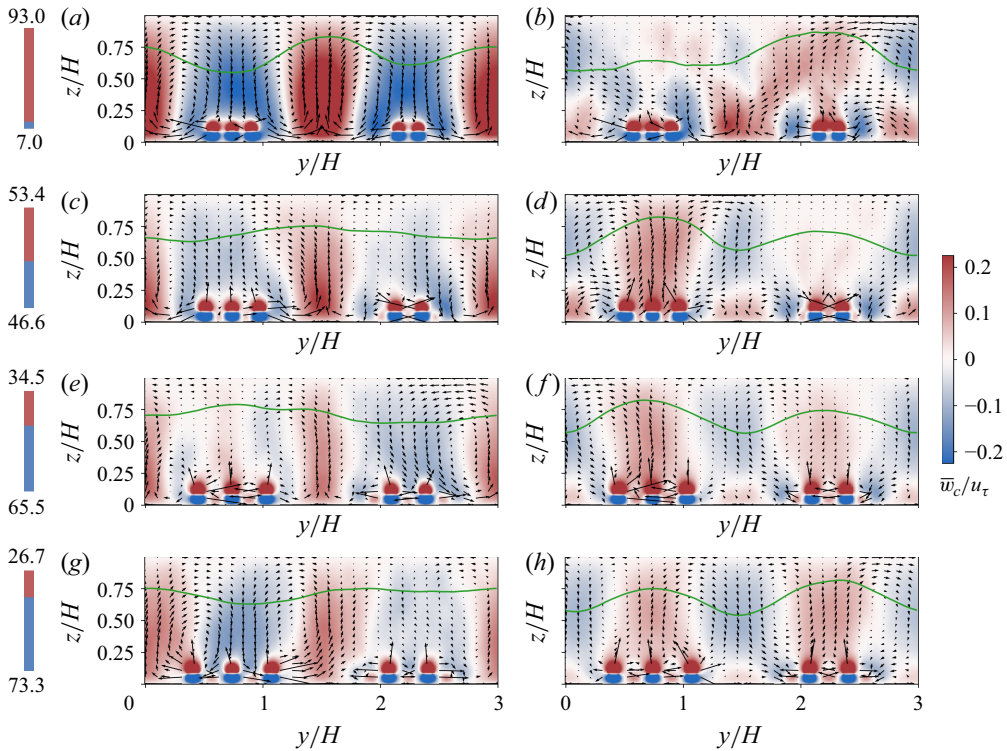 93.0
7.0
(a)
z/H
0.75
0.50
0.25
0
y/H
(b)
z/H
y/H
53.4
46.6
(c)
z/H
0.75
0.50
0.25
0
y/H
(d)
z/H
y/H
34.5
65.5
(e)
z/H
0.75
0.50
0.25
0
y/H
(f)
z/H
y/H
26.7
73.3
(g)
z/H
0.75
0.50
0.25
0 1 2 3
y/H
(h)
z/H
0 1 2 3
y/H
0.2
0.1
0
−0.1
−0.2
w̅c/uτ